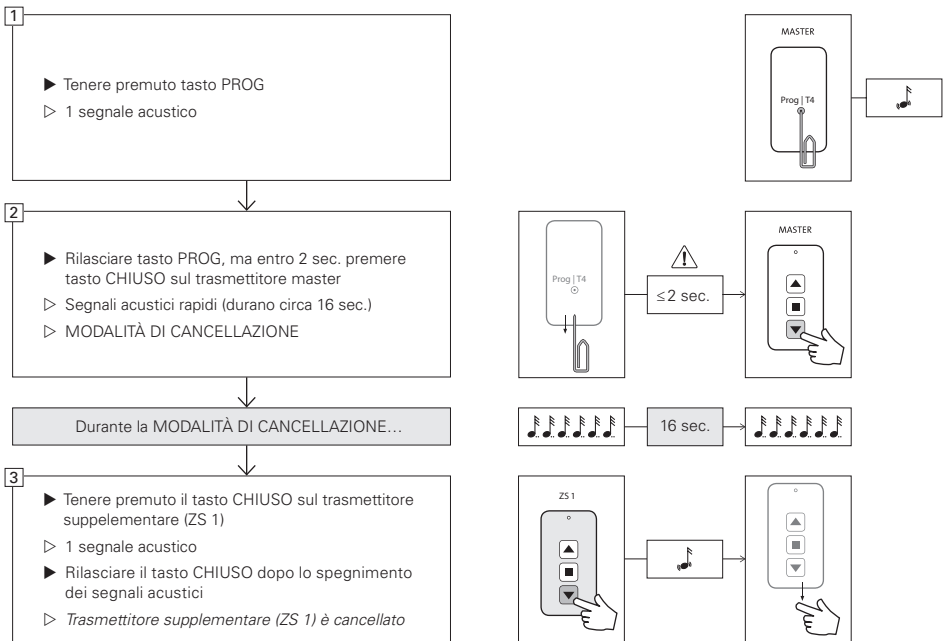 1
▶ Tenere premuto tasto PROG
▷ 1 segnale acustico
MASTER
Prog | T4
2
▶ Rilasciare tasto PROG, ma entro 2 sec. premere
tasto CHIUSO sul trasmettitore master
▷ Segnali acustici rapidi (durano circa 16 sec.)
▷ MODALITÀ DI CANCELLAZIONE
Prog | T4
≤2 sec.
MASTER
Durante la MODALITÀ DI CANCELLAZIONE…
16 sec.
3
▶ Tenere premuto il tasto CHIUSO sul trasmettitore
suppelementare (ZS 1)
▷ 1 segnale acustico
▶ Rilasciare il tasto CHIUSO dopo lo spegnimento
dei segnali acustici
▷ Trasmettitore supplementare (ZS 1) è cancellato
ZS 1